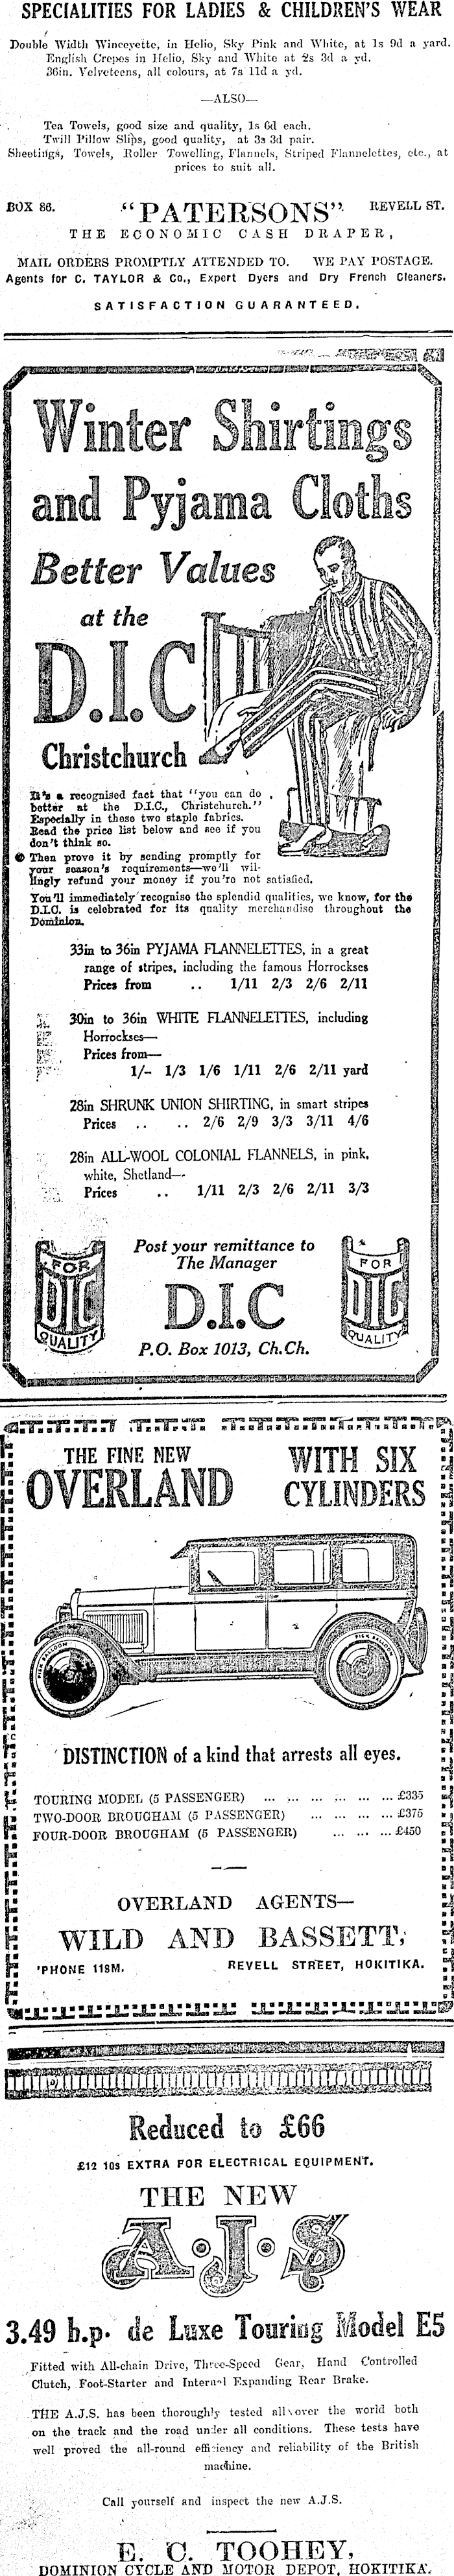 SPECIALITIES FOR LADIES & CHILDREN'S WEAR
Double Width Winceyette, in Helio, Sky Pink and White, at 1s 9d a yard.
English Crepes in Helio, Sky and White at 2s 3d a yd.
36in. Velveteens, all colours, at 7s 11d a yd.
—ALSO—
Tea Towels, good size and quality, 1s 6d each.
Twill Pillow Slips, good quality, at 3s 3d pair.
Sheetings, Towels, Roller Towelling, Flannels, Striped Flannelettes, etc., at
prices to suit all.
BOX 86. "PATERSONS" REVELL ST.
THE ECONOMIC CASH DRAPER,
MAIL ORDERS PROMPTLY ATTENDED TO. WE PAY POSTAGE.
Agents for C. TAYLOR & Co., Expert Dyers and Dry French Cleaners.
SATISFACTION GUARANTEED.
Winter Shirtings
and Pyjama Cloths
Better Values
at the
D.I.C
Christchurch
It's a recognised fact that "you can do
better at the D.I.C., Christchurch."
Especially in these two staple fabrics.
Read the price list below and see if you
don't think so.
Then prove it by sending promptly for
your season's requirements—we'll wil-
lingly refund your money if you're not satisfied.
You'll immediately recognise the splendid qualities, we know, for the
D.I.C. is celebrated for its quality merchandise throughout the
Dominion.
33in to 36in PYJAMA FLANNELETTES, in a great
range of stripes, including the famous Horrockses
Prices from .. 1/11 2/3 2/6 2/11
30in to 36in WHITE FLANNELETTES, including
Horrockses—
Prices from—
1/- 1/3 1/6 1/11 2/6 2/11 yard
28in SHRUNK UNION SHIRTING, in smart stripes
Prices .. .. 2/6 2/9 3/3 3/11 4/6
28in ALL-WOOL COLONIAL FLANNELS, in pink,
white, Shetland—
Prices .. 1/11 2/3 2/6 2/11 3/3
FOR
DIC
QUALITY
Post your remittance to
The Manager
D.I.C
P.O. Box 1013, Ch.Ch.
FOR
DIC
QUALITY
THE FINE NEW
OVERLAND
WITH SIX
CYLINDERS
DISTINCTION of a kind that arrests all eyes.
TOURING MODEL (5 PASSENGER) ... ... ... ... ... ... £335
TWO-DOOR BROUGHAM (5 PASSENGER) ... ... ... ... £375
FOUR-DOOR BROUGHAM (5 PASSENGER) ... ... ... £450
OVERLAND AGENTS—
WILD AND BASSETT,
'PHONE 118M. REVELL STREET, HOKITIKA.
Reduced to £66
£12 10s EXTRA FOR ELECTRICAL EQUIPMENT.
THE NEW
A.J.S
3.49 h.p. de Luxe Touring Model E5
Fitted with All-chain Drive, Three-Speed Gear, Hand Controlled
Clutch, Foot-Starter and Internal Expanding Rear Brake.
THE A.J.S. has been thoroughly tested all over the world both
on the track and the road under all conditions. These tests have
well proved the all-round efficiency and reliability of the British
machine.
Call yourself and inspect the new A.J.S.
E. C. TOOHEY,
DOMINION CYCLE AND MOTOR DEPOT, HOKITIKA.